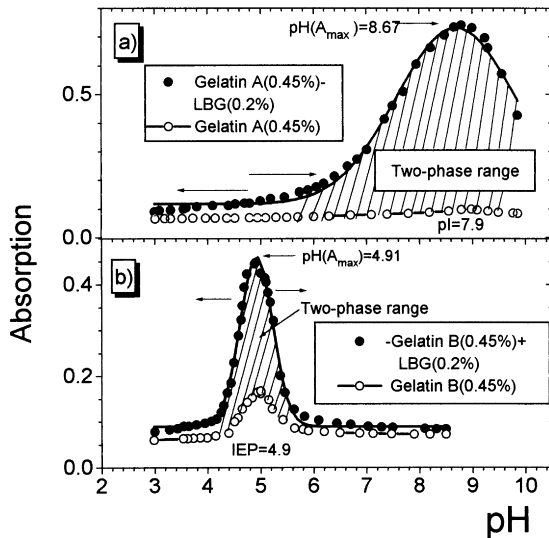 a)
pH(Amax)=8.67
Gelatin A(0.45%)-
LBG(0.2%)
Gelatin A(0.45%)
0.5
Two-phase range
pI=7.9
0.0
b)
pH(Amax)=4.91
0.4
Two-phase range
-Gelatin B(0.45%)+
LBG(0.2%)
Gelatin B(0.45%)
0.2
IEP=4.9
0.0
Absorption
2 3 4 5 6 7 8 9 10
pH